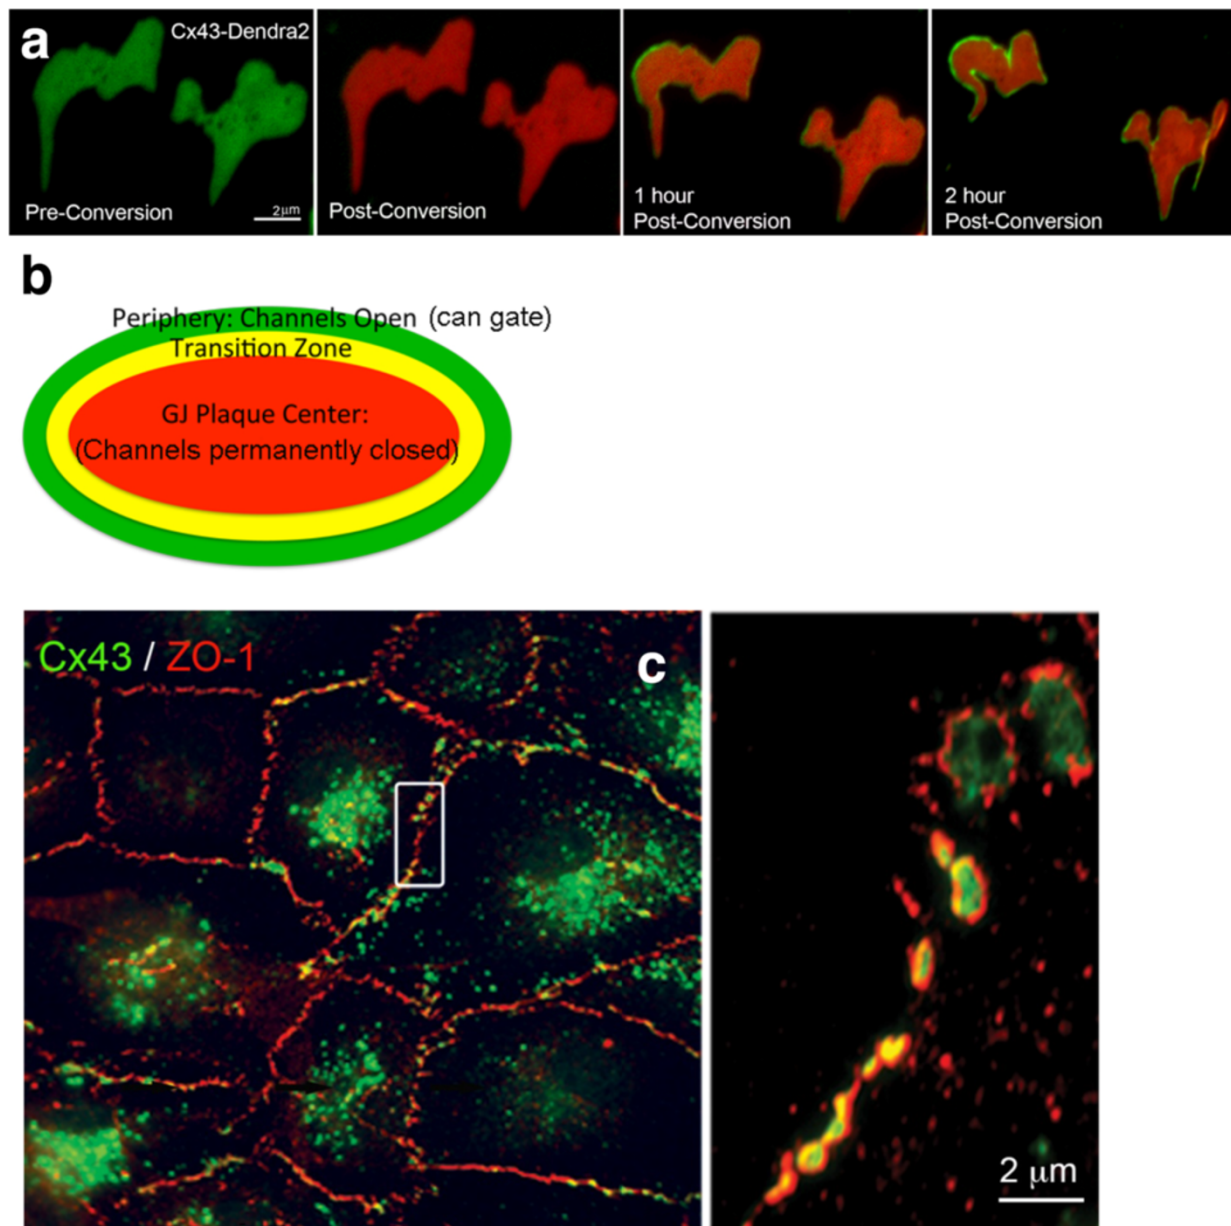 a
Cx43-Dendra2
Pre-Conversion
2μm
Post-Conversion
1 hour
Post-Conversion
2 hour
Post-Conversion
b
Periphery: Channels Open (can gate)
Transition Zone
GJ Plaque Center:
(Channels permanently closed)
Cx43 / ZO-1
c
2 μm